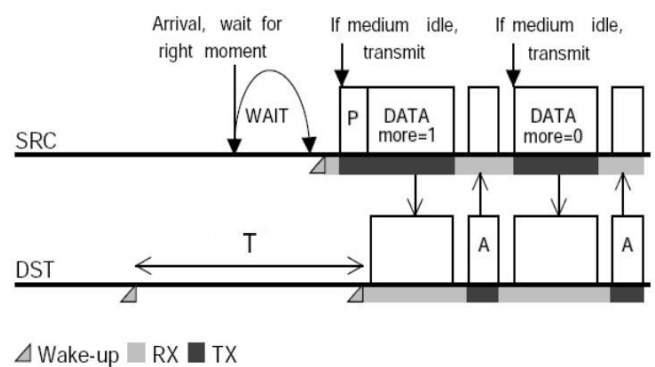 Arrival, wait for
right moment
If medium idle,
transmit
If medium idle,
transmit
WAIT
P
DATA
more=1
DATA
more=0
SRC
T
A
A
DST
Wake-up RX TX